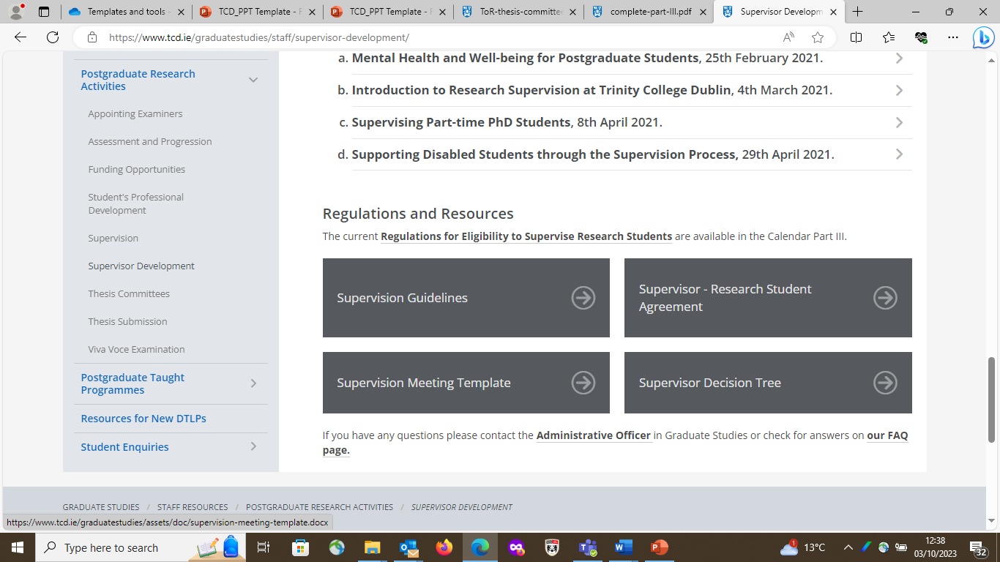 Templates and tools -
TCD_PPT Template - F
TCD_PPT Template - F
ToR-thesis-committe
complete-part-III.pdf
Supervisor Developm
https://www.tcd.ie/graduatestudies/staff/supervisor-development/
Postgraduate Research
Activities
Appointing Examiners
Assessment and Progression
Funding Opportunities
Student's Professional
Development
Supervision
Supervisor Development
Thesis Committees
Thesis Submission
Viva Voce Examination
Postgraduate Taught
Programmes
Resources for New DTLPs
Student Enquiries
a. Mental Health and Well-being for Postgraduate Students, 25th February 2021.
b. Introduction to Research Supervision at Trinity College Dublin, 4th March 2021.
c. Supervising Part-time PhD Students, 8th April 2021.
d. Supporting Disabled Students through the Supervision Process, 29th April 2021.
Regulations and Resources
The current Regulations for Eligibility to Supervise Research Students are available in the Calendar Part III.
Supervision Guidelines
Supervisor - Research Student
Agreement
Supervision Meeting Template
Supervisor Decision Tree
If you have any questions please contact the Administrative Officer in Graduate Studies or check for answers on our FAQ
page.
GRADUATE STUDIES / STAFF RESOURCES / POSTGRADUATE RESEARCH ACTIVITIES / SUPERVISOR DEVELOPMENT
https://www.tcd.ie/graduatestudies/assets/doc/supervision-meeting-template.docx
Type here to search
1
13°C
12:38
03/10/2023
32